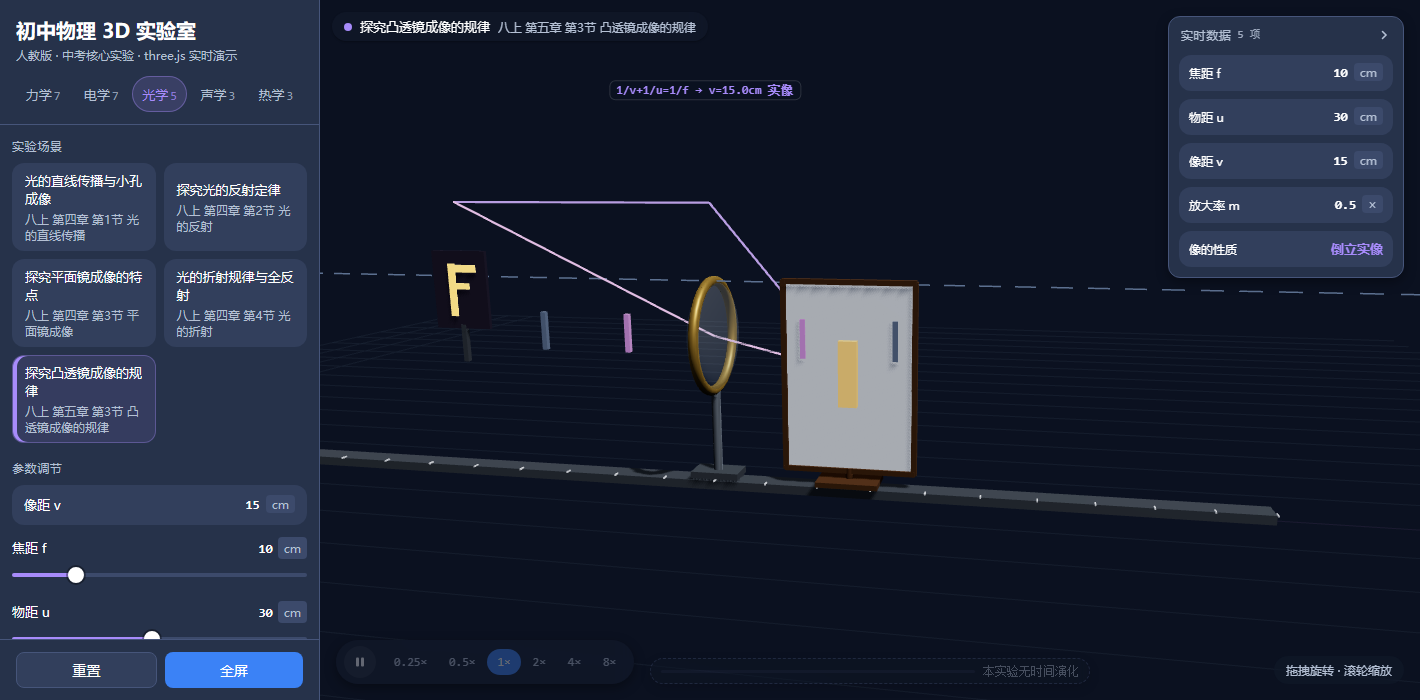 初中物理 3D 实验室
人教版 · 中考核心实验 · three.js 实时演示
力学 7
电学 7
光学 5
声学 3
热学 3
实验场景
光的直线传播与小孔
成像
八上 第四章 第1节 光
的直线传播
探究光的反射定律
八上 第四章 第2节 光
的反射
探究平面镜成像的特
点
八上 第四章 第3节 平
面镜成像
光的折射规律与全反
射
八上 第四章 第4节 光
的折射
探究凸透镜成像的规
律
八上 第五章 第3节 凸
透镜成像的规律
参数调节
像距 v 15 cm
焦距 f 10 cm
物距 u 30 cm
重置
全屏
探究凸透镜成像的规律 八上 第五章 第3节 凸透镜成像的规律
1/v+1/u=1/f → v=15.0cm 实像
F
实时数据 5 项
焦距 f 10 cm
物距 u 30 cm
像距 v 15 cm
放大率 m 0.5 ×
像的性质 倒立实像
0.25× 0.5× 1× 2× 4× 8×
本实验无时间演化
拖拽旋转 · 滚轮缩放